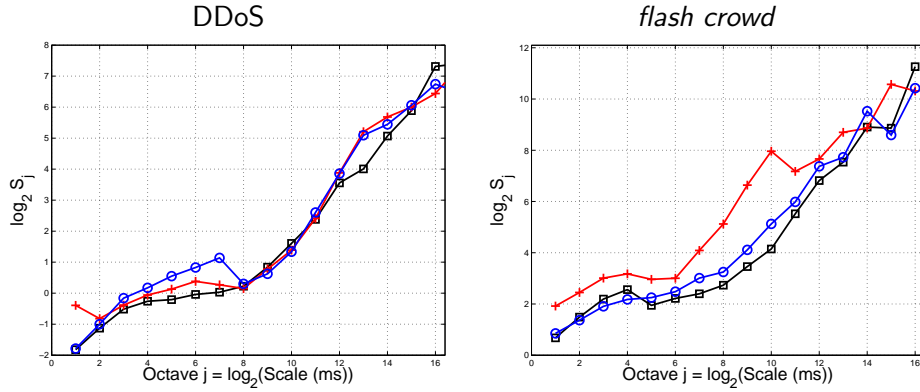 DDoS
8
7
6
5
4
3
2
1
0
−1
−2
log2 Sj
0 2 4 6 8 10 12 14 16
Octave j = log2(Scale (ms))
flash crowd
12
10
8
6
4
2
0
log2 Sj
0 2 4 6 8 10 12 14 16
Octave j = log2(Scale (ms))